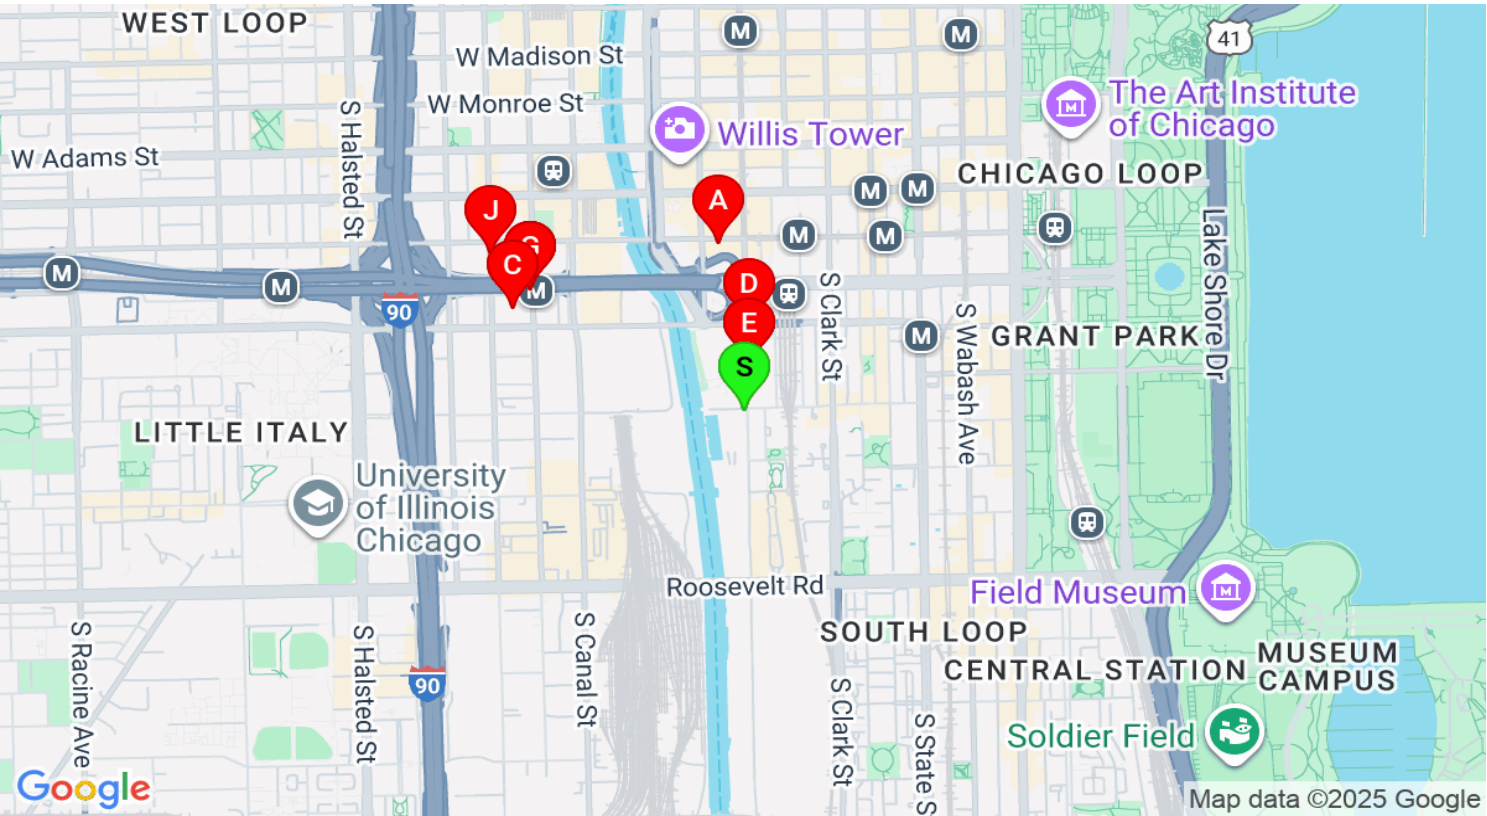 WEST LOOP
W Madison St
M
M
41
W Monroe St
The Art Institute
of Chicago
S Halsted St
Willis Tower
W Adams St
CHICAGO LOOP
M
M
J
A
Lake Shore Dr
M
M
G
C
M
M
M
D
S Clark St
90
E
S Wabash Ave
M
GRANT PARK
S
LITTLE ITALY
University
of Illinois
Chicago
Roosevelt Rd
Field Museum
S Racine Ave
S Halsted St
S Canal St
SOUTH LOOP
MUSEUM
CAMPUS
CENTRAL STATION
90
S Clark St
S State S
Soldier Field
Google
Map data ©2025 Google